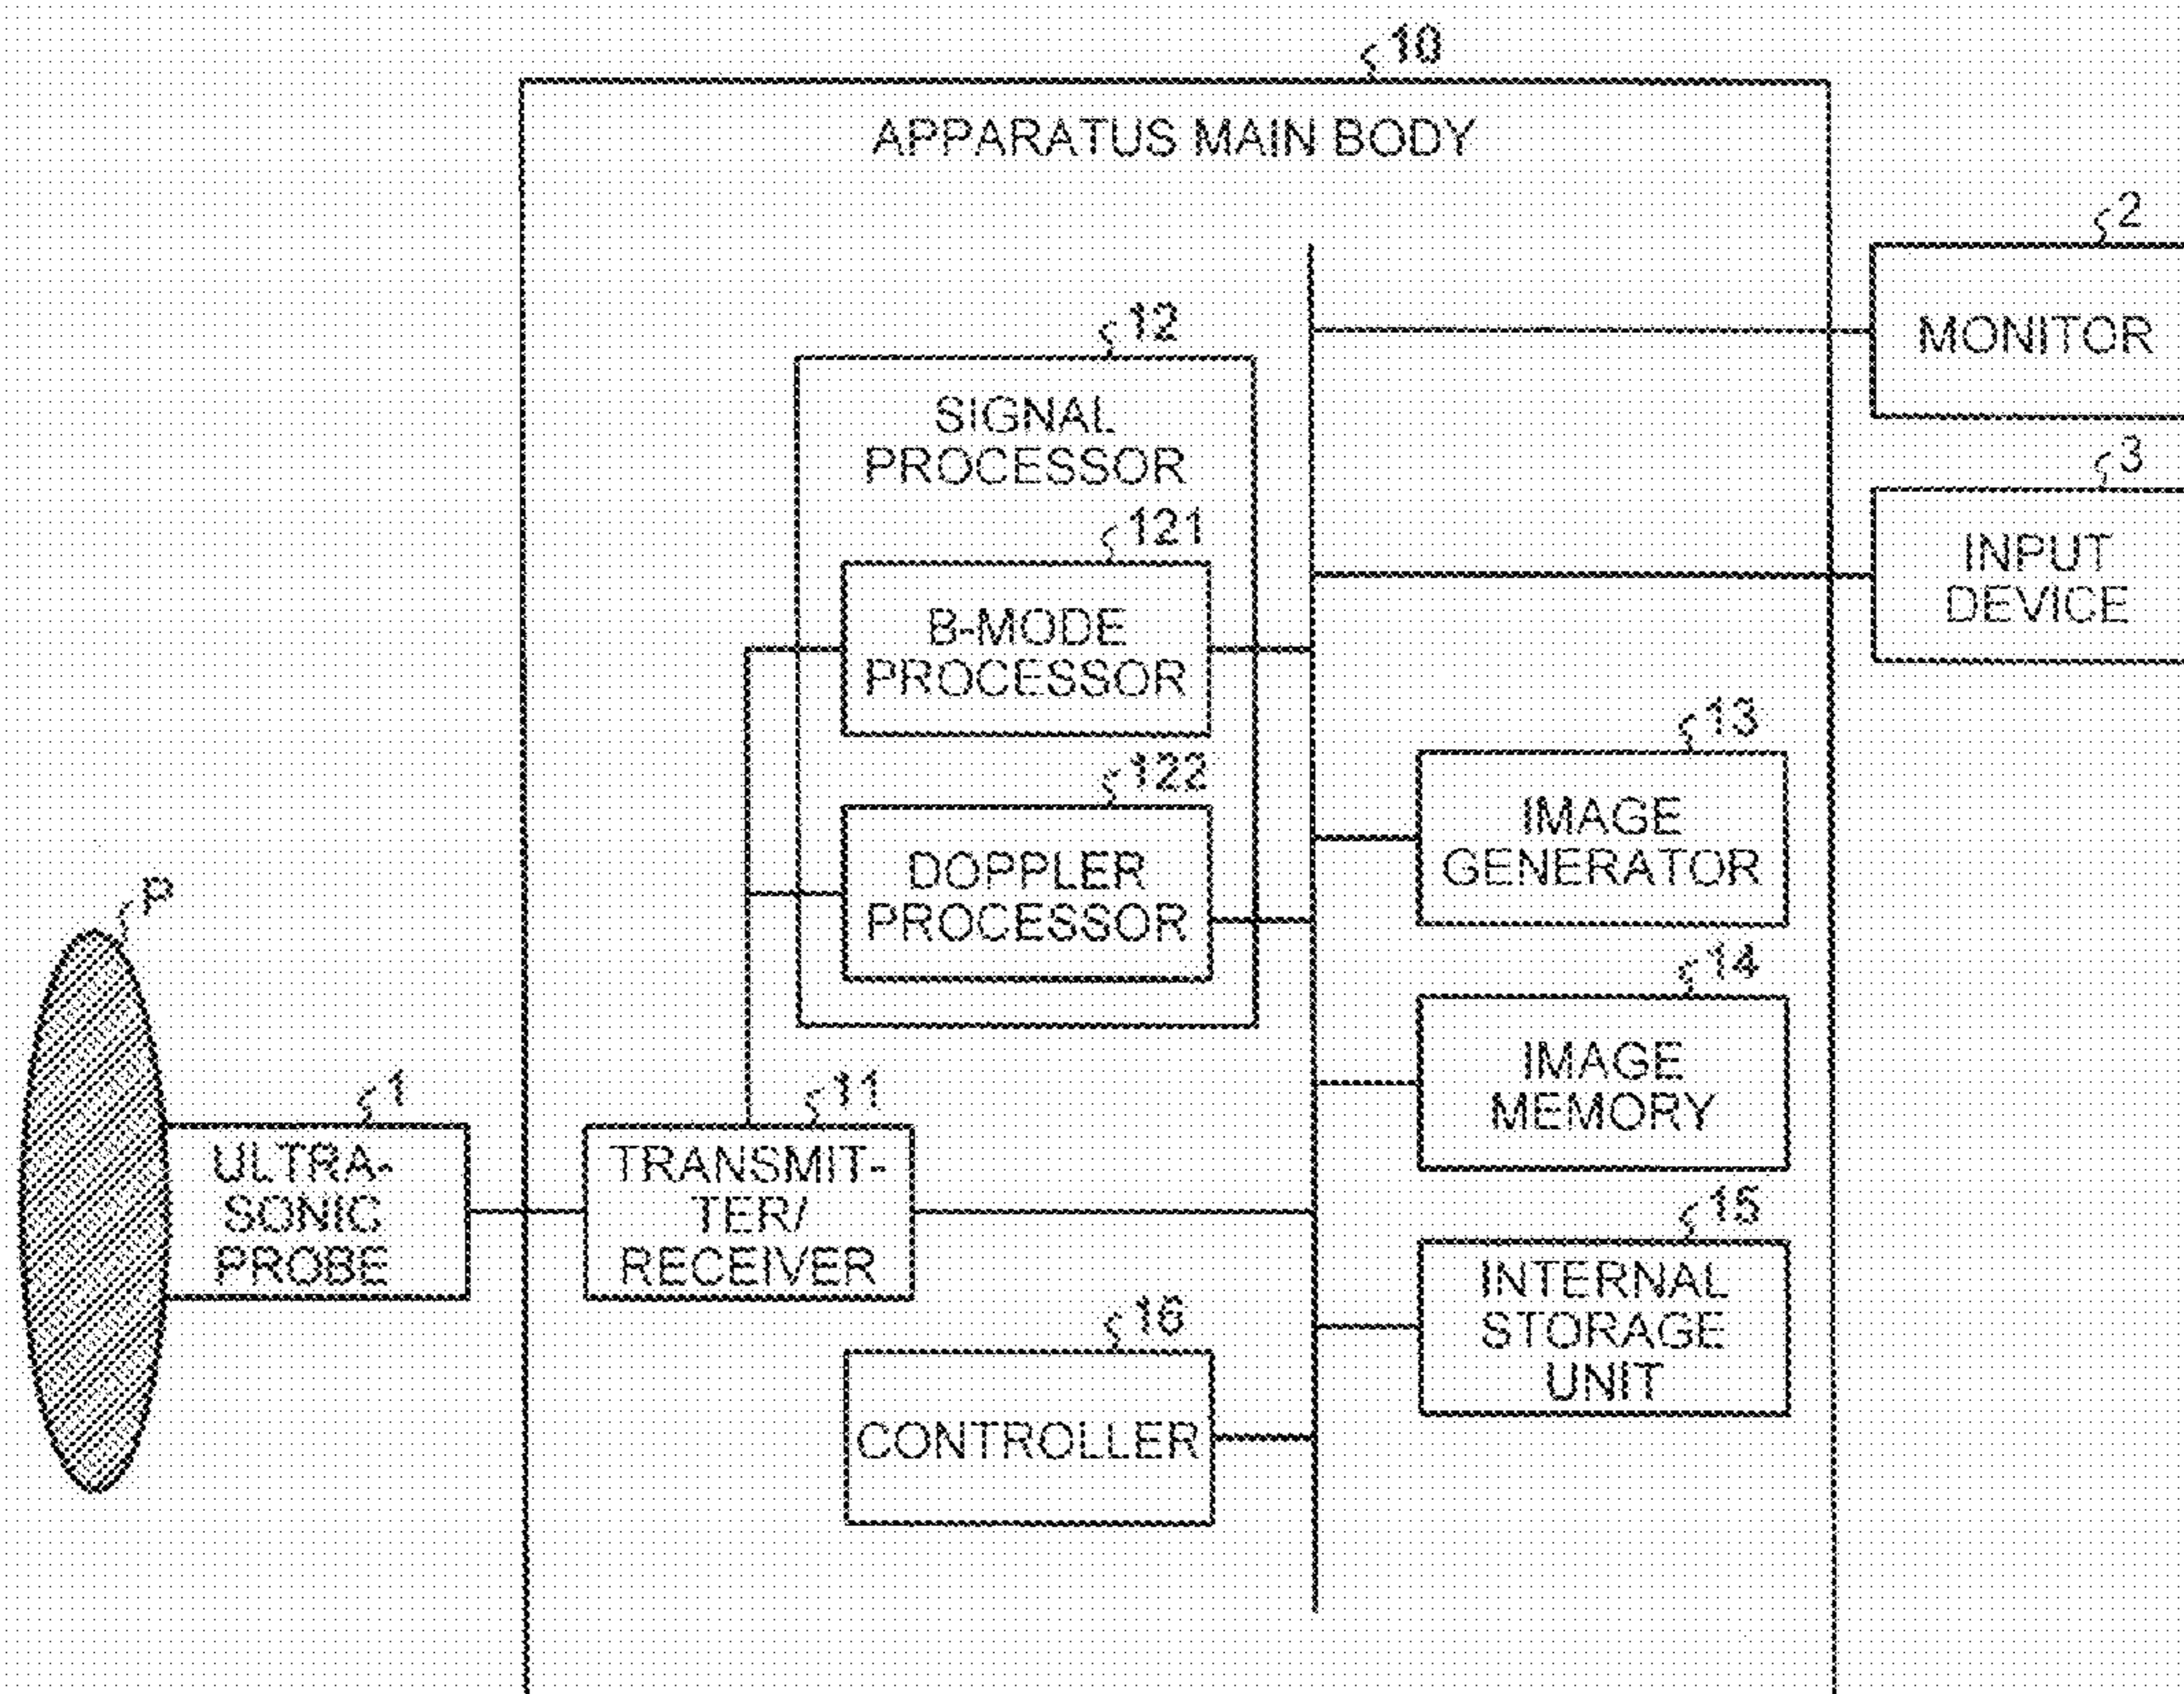 10
APPARATUS MAIN BODY
2
MONITOR
12
SIGNAL
PROCESSOR
3
INPUT
DEVICE
121
B-MODE
PROCESSOR
13
IMAGE
GENERATOR
122
DOPPLER
PROCESSOR
P
14
IMAGE
MEMORY
1
ULTRA-
SONIC
PROBE
11
TRANSMIT-
TER/
RECEIVER
15
INTERNAL
STORAGE
UNIT
16
CONTROLLER